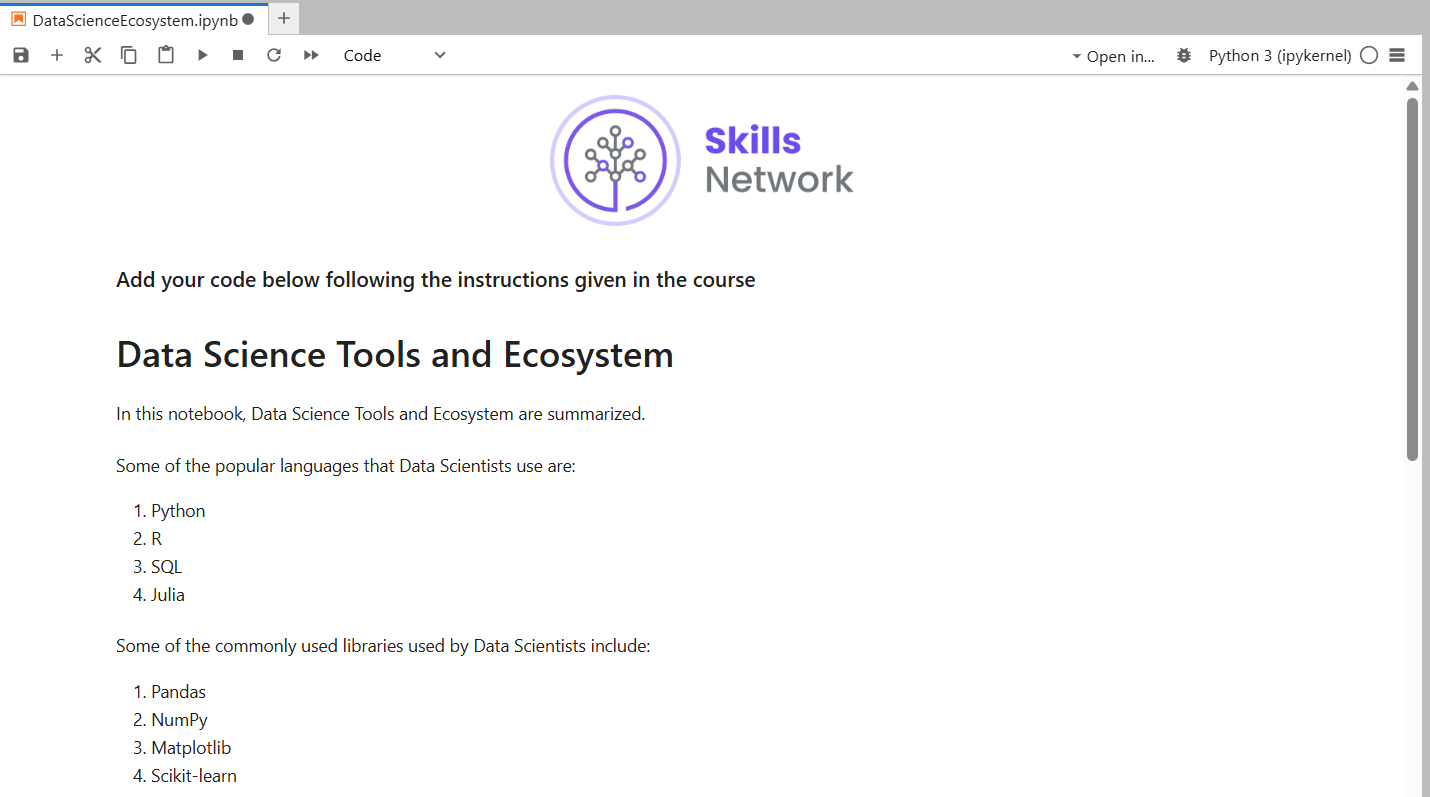 DataScienceEcosystem.ipynb
Code
Open in...
Python 3 (ipykernel)
Skills
Network
Add your code below following the instructions given in the course
Data Science Tools and Ecosystem
In this notebook, Data Science Tools and Ecosystem are summarized.
Some of the popular languages that Data Scientists use are:
1. Python
2. R
3. SQL
4. Julia
Some of the commonly used libraries used by Data Scientists include:
1. Pandas
2. NumPy
3. Matplotlib
4. Scikit-learn